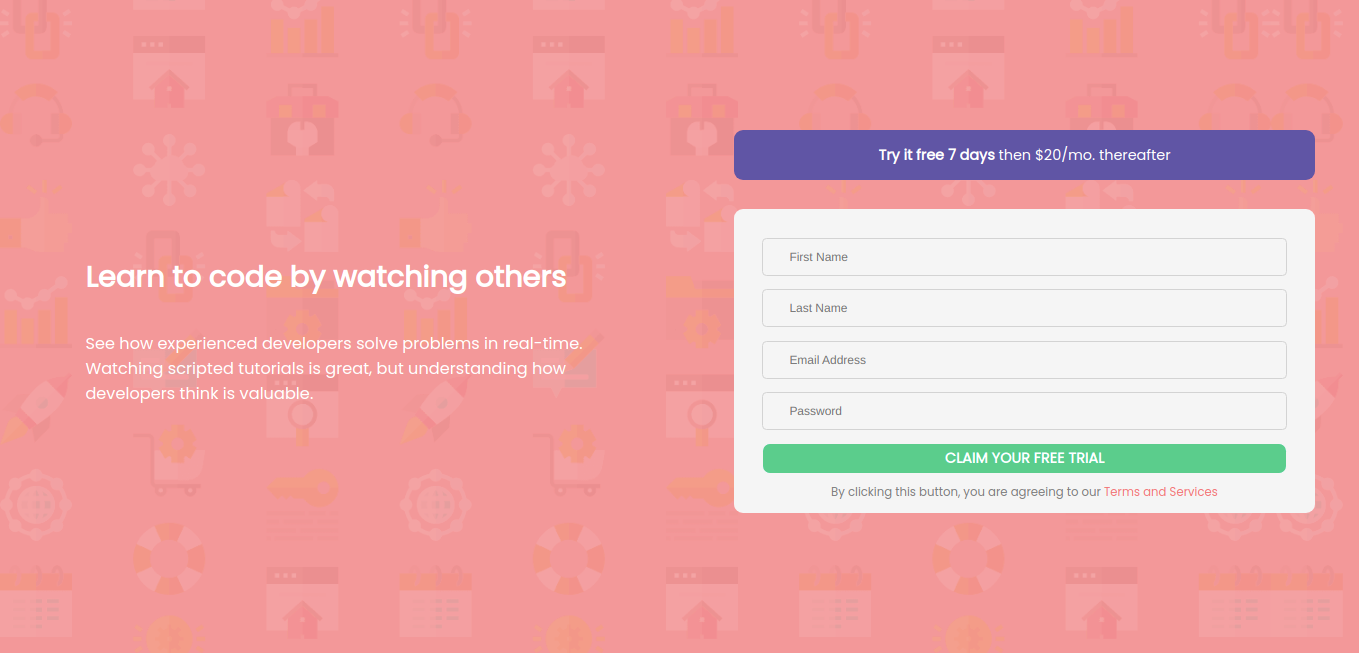 Learn to code by watching others
See how experienced developers solve problems in real-time.
Watching scripted tutorials is great, but understanding how
developers think is valuable.
Try it free 7 days then $20/mo. thereafter
First Name
Last Name
Email Address
Password
CLAIM YOUR FREE TRIAL
By clicking this button, you are agreeing to our Terms and Services